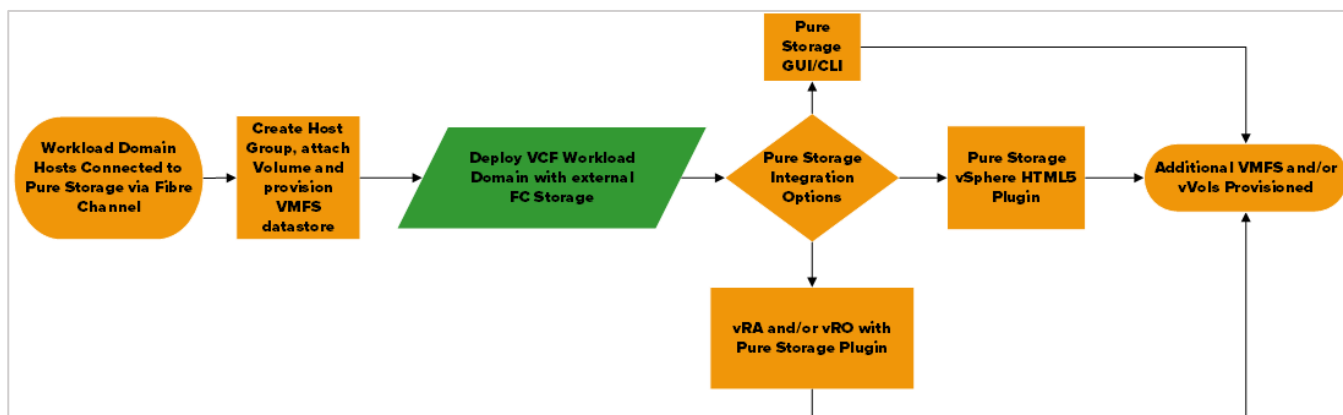 Workload Domain
Hosts Connected to
Pure Storage via Fibre
Channel
Create Host
Group, attach
Volume and
provision
VMFS
datastore
Deploy VCF Workload
Domain with external
FC Storage
Pure Storage
Integration
Options
Pure
Storage
GUI/CLI
Pure Storage
vSphere HTML5
Plugin
vRA and/or vRO with
Pure Storage Plugin
Additional VMFS and/or
vVols Provisioned